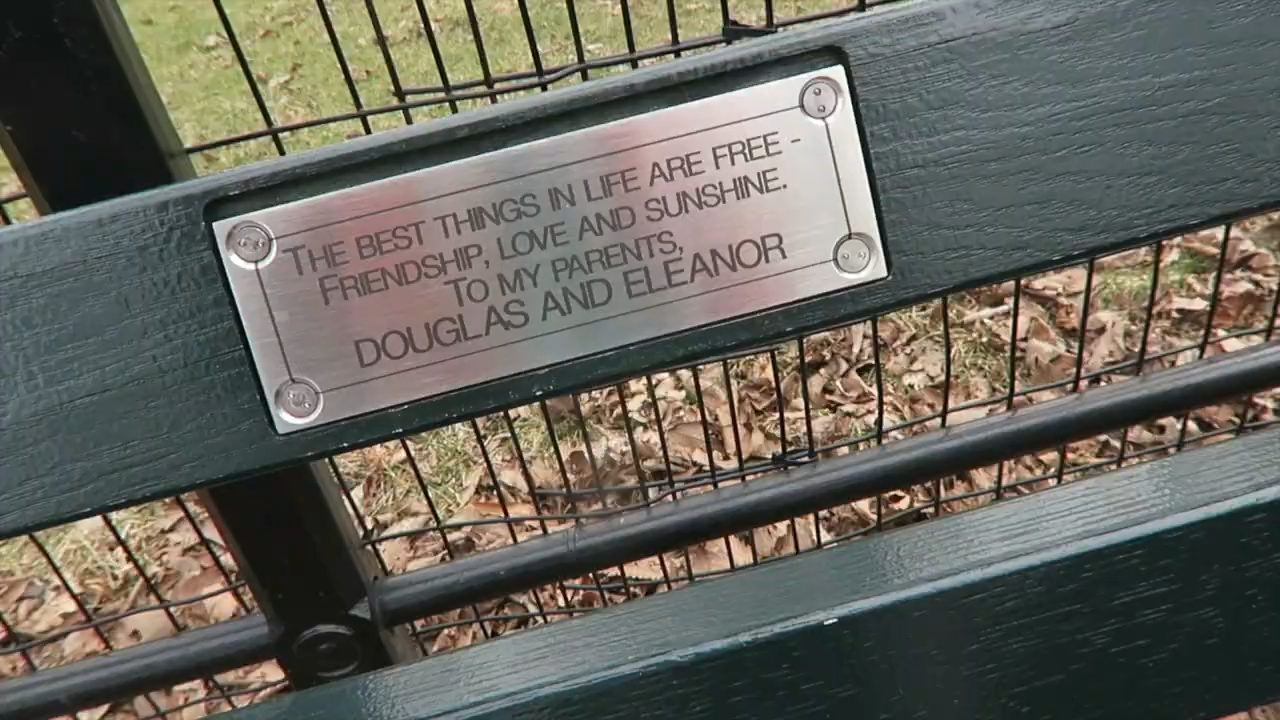 THE BEST THINGS IN LIFE ARE FREE -
FRIENDSHIP, LOVE AND SUNSHINE.
TO MY PARENTS,
DOUGLAS AND ELEANOR